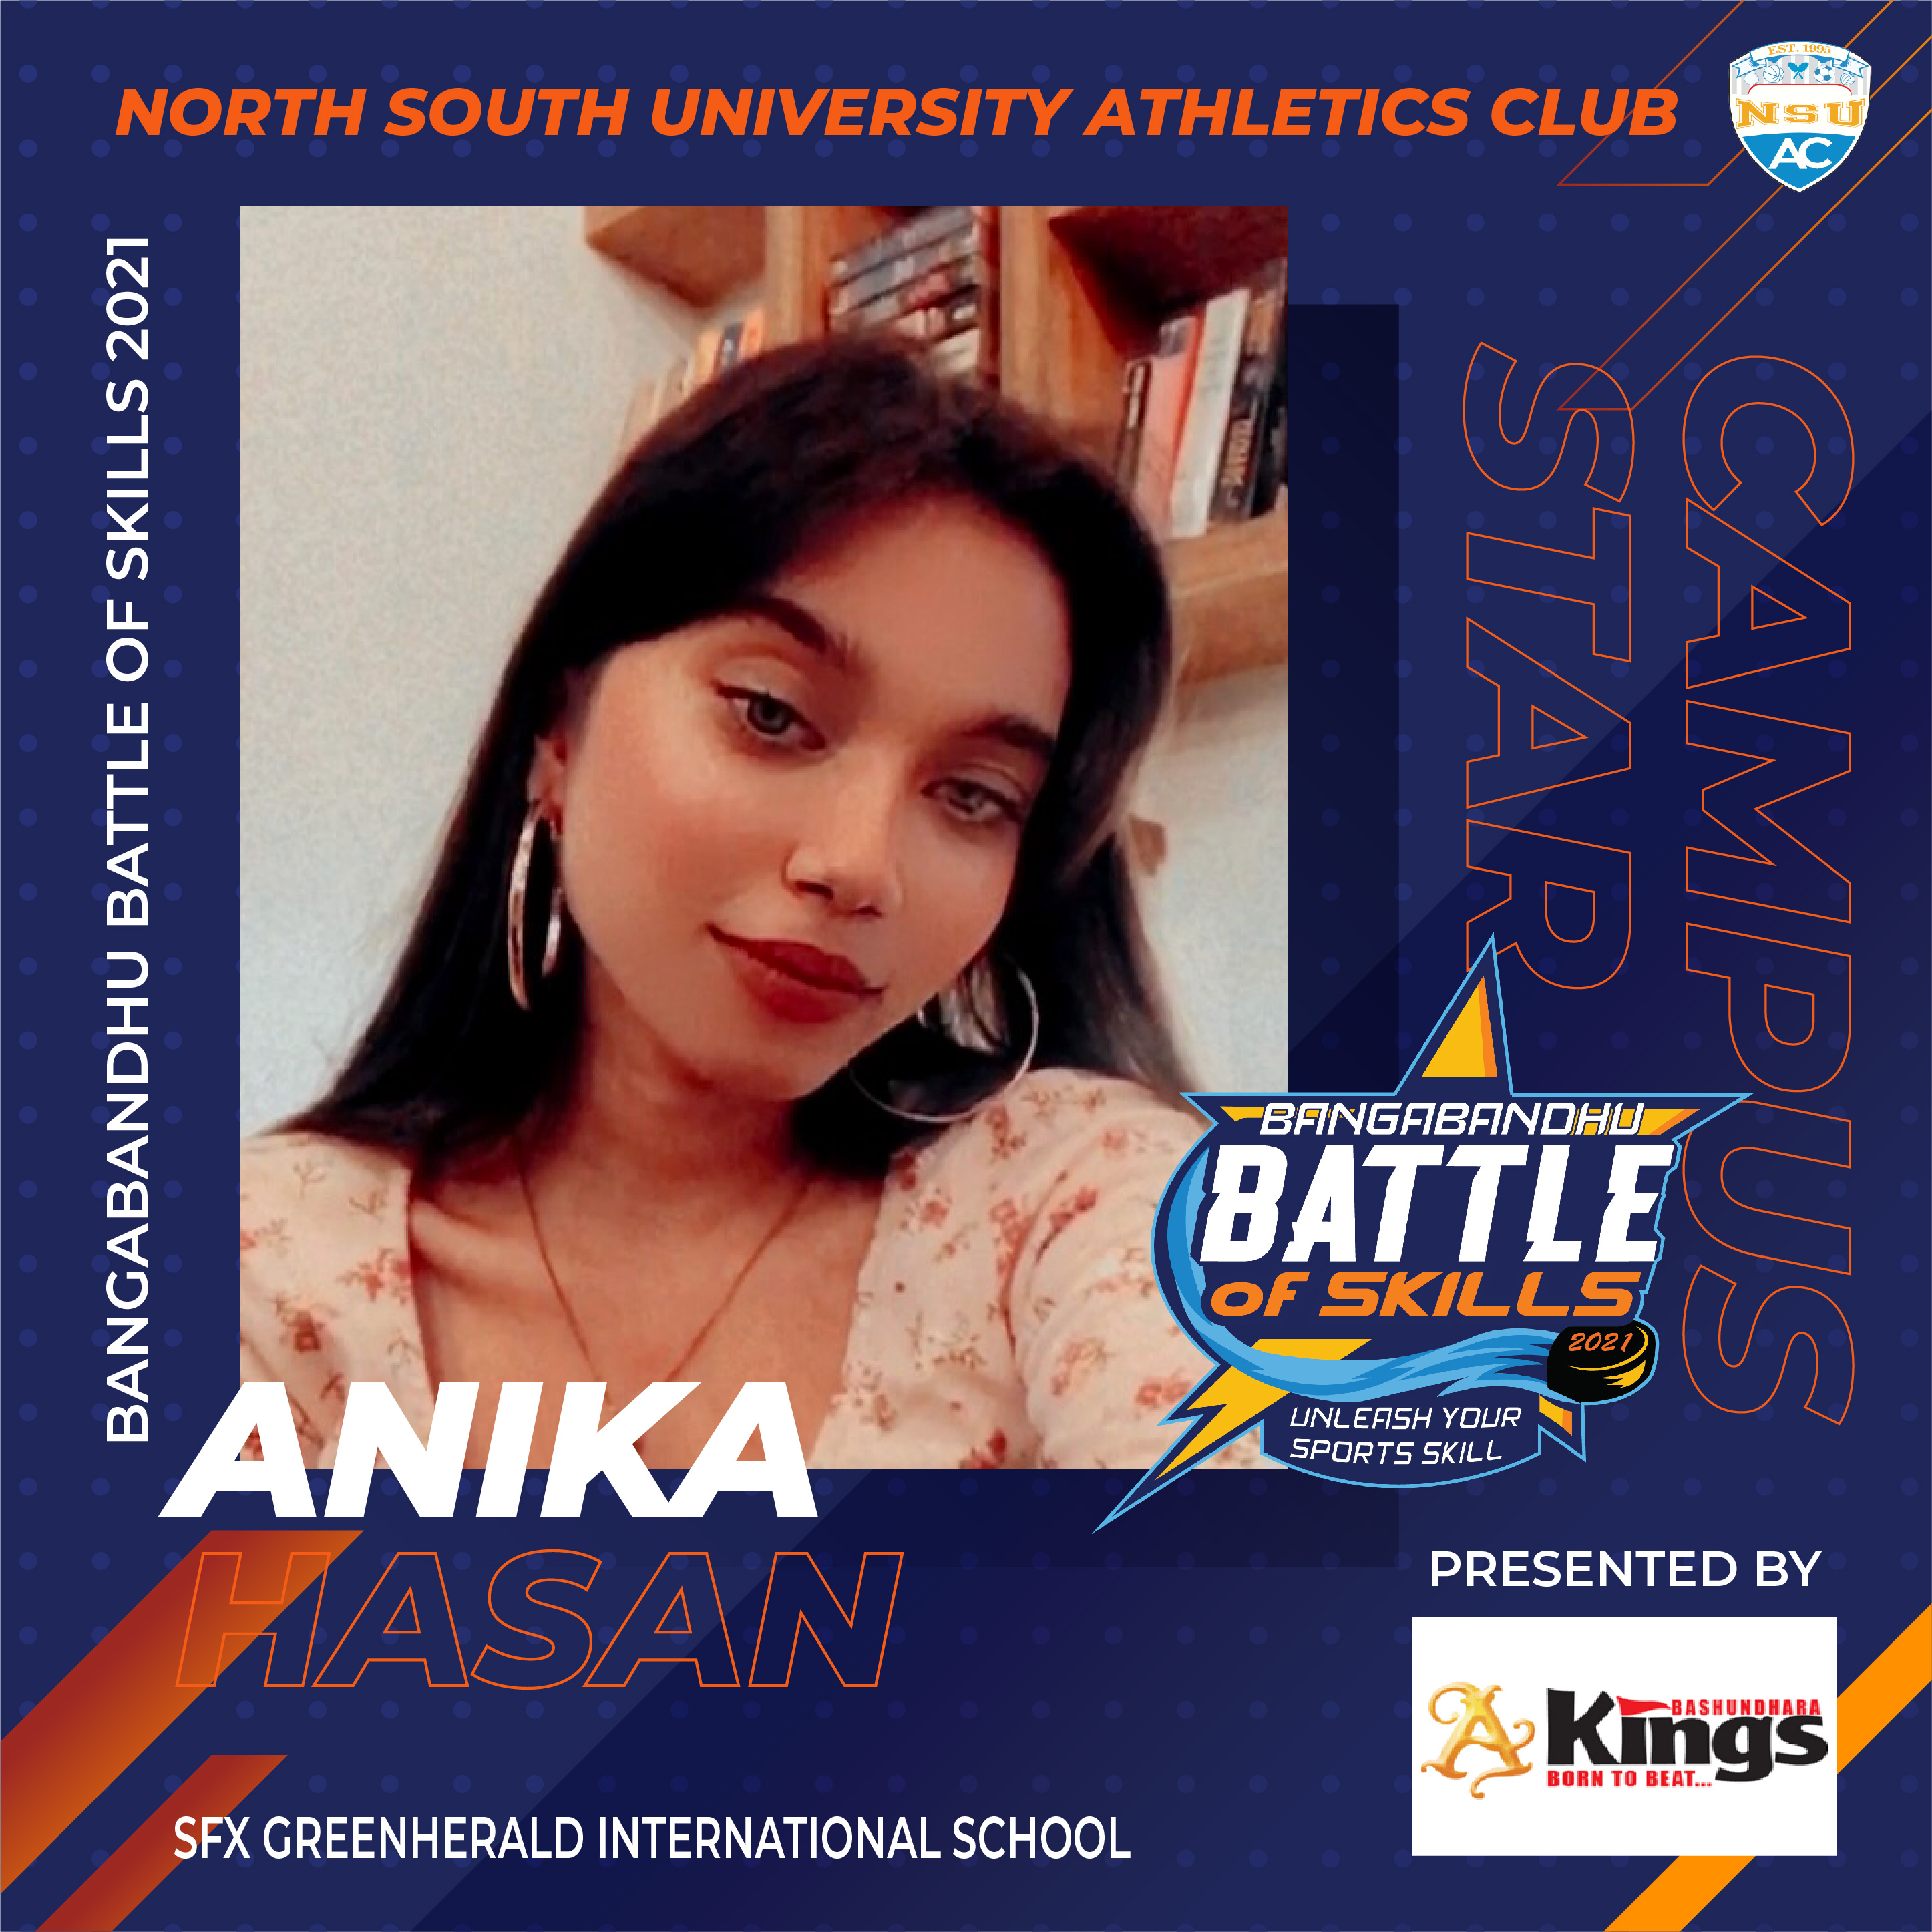 NORTH SOUTH UNIVERSITY ATHLETICS CLUB
EST. 1995
NSU
AC
BANGABANDHU BATTLE OF SKILLS 2021
CAMPUS
STAR
BANGABANDHU
BATTLE
OF SKILLS
2021
UNLEASH YOUR
SPORTS SKILL
ANIKA
HASAN
PRESENTED BY
A
BASHUNDHARA
Kings
BORN TO BEAT...
SFX GREENHERALD INTERNATIONAL SCHOOL